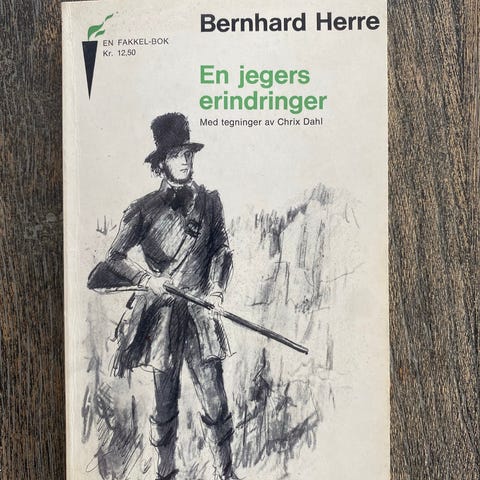 EN FAKKEL-BOK
Kr. 12,50
Bernhard Herre
En jegers
erindringer
Med tegninger av Chrix Dahl